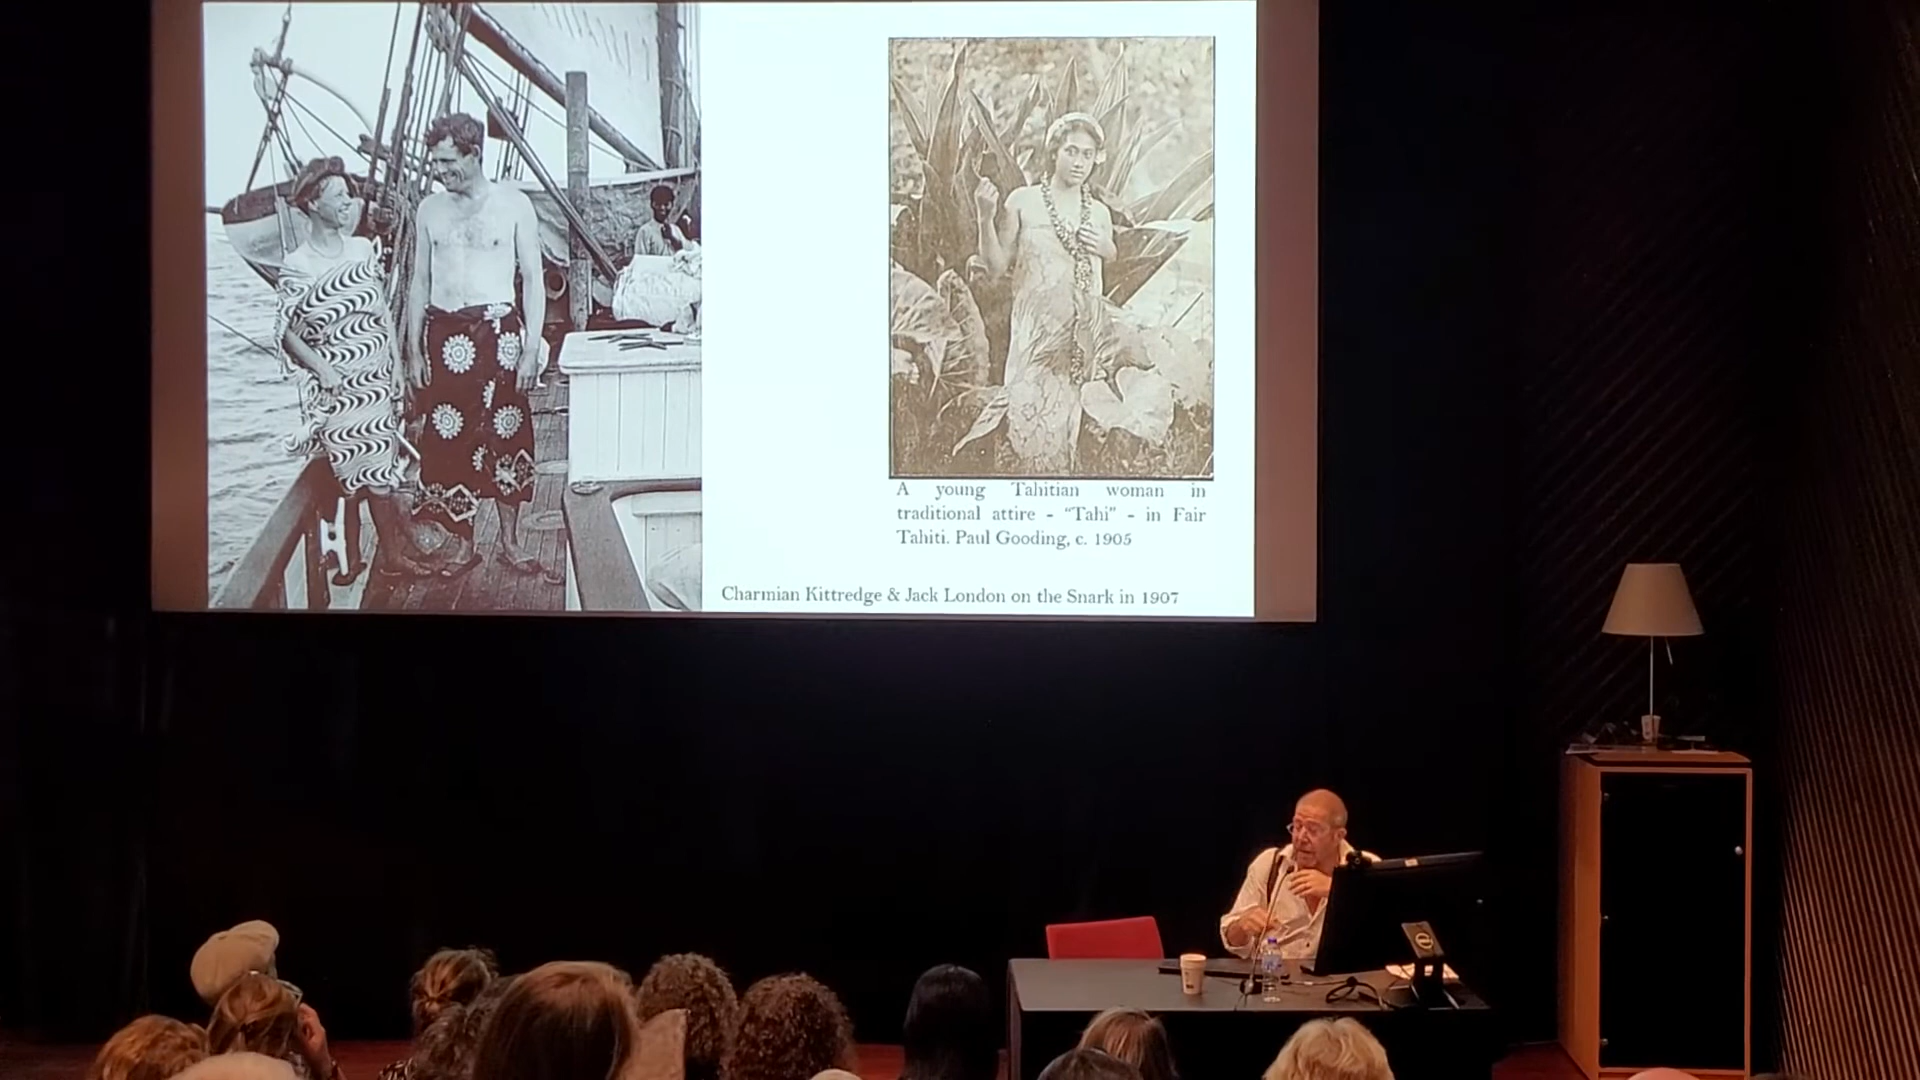 A young Tahitian woman in
traditional attire - “Tahi” - in Fair
Tahiti. Paul Gooding, c. 1905
Charmian Kittredge & Jack London on the Snark in 1907